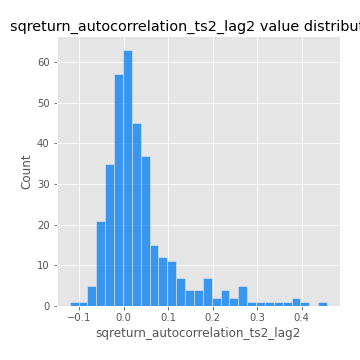 sqreturn_autocorrelation_ts2_lag2 value distribut
60
50
40
30
20
10
0
Count
−0.1 0.0 0.1 0.2 0.3 0.4
sqreturn_autocorrelation_ts2_lag2